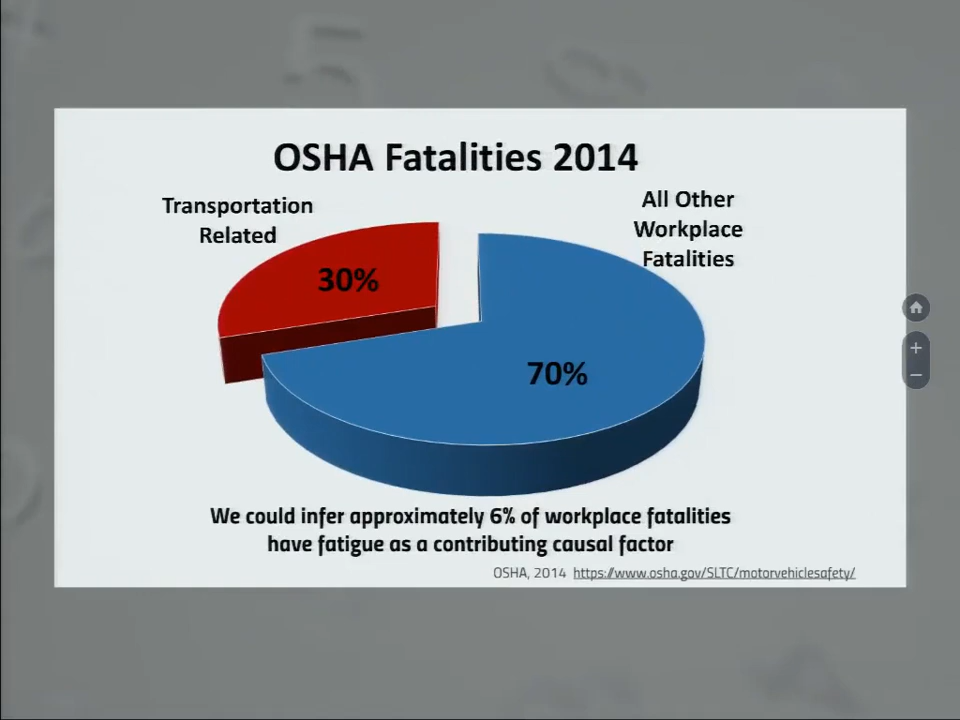 OSHA Fatalities 2014
Transportation
Related
All Other
Workplace
Fatalities
30%
70%
We could infer approximately 6% of workplace fatalities
have fatigue as a contributing causal factor
OSHA, 2014 https://www.osha.gov/SLTC/motorvehiclesafety/